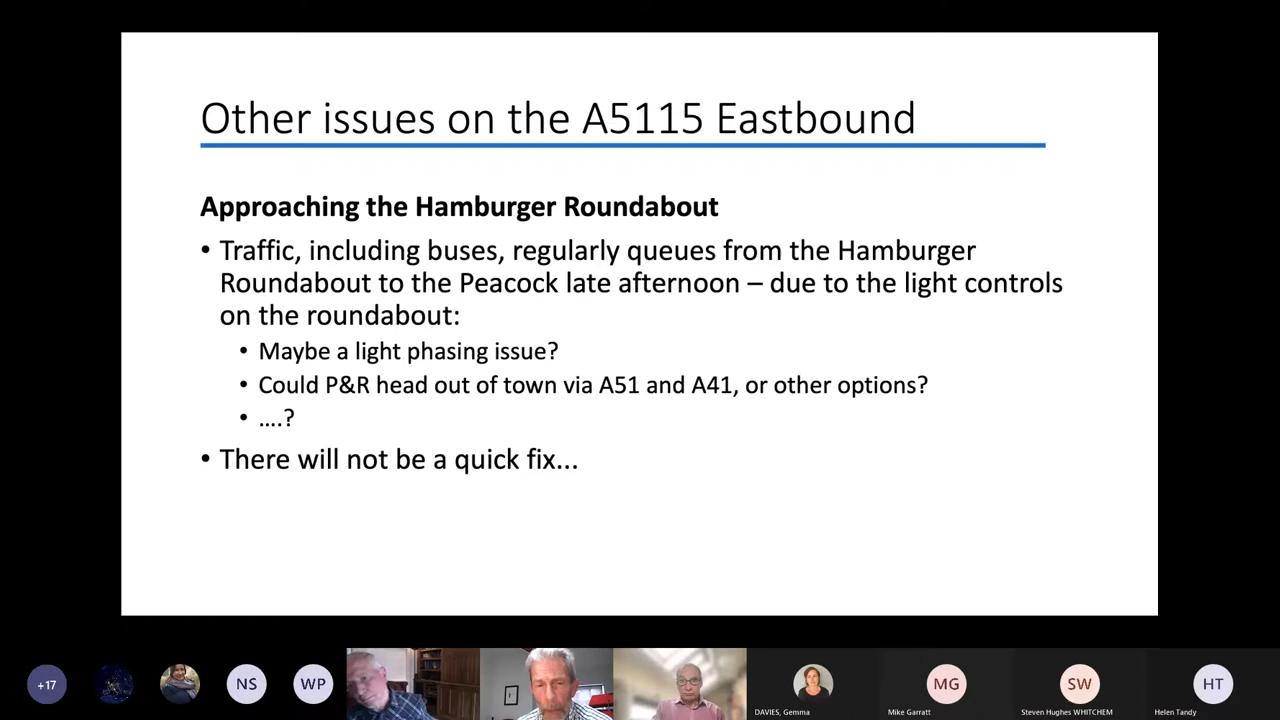 Other issues on the A5115 Eastbound
Approaching the Hamburger Roundabout
• Traffic, including buses, regularly queues from the Hamburger
Roundabout to the Peacock late afternoon – due to the light controls
on the roundabout:
• Maybe a light phasing issue?
• Could P&R head out of town via A51 and A41, or other options?
• ....?
• There will not be a quick fix...
+17
NS
WP
DAVIES, Gemma
MG
Mike Garratt
SW
Steven Hughes WHITCHEM
HT
Helen Tandy